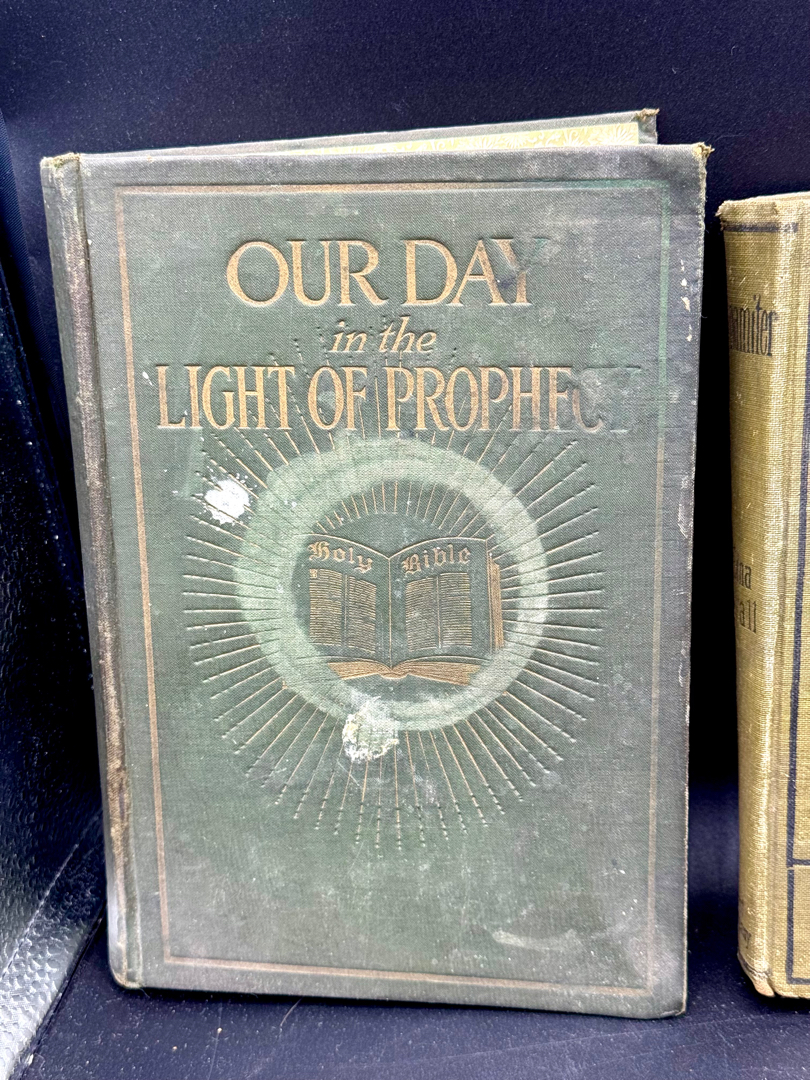 OUR DAY
in the
LIGHT OF PROPHECY
Holy Bible